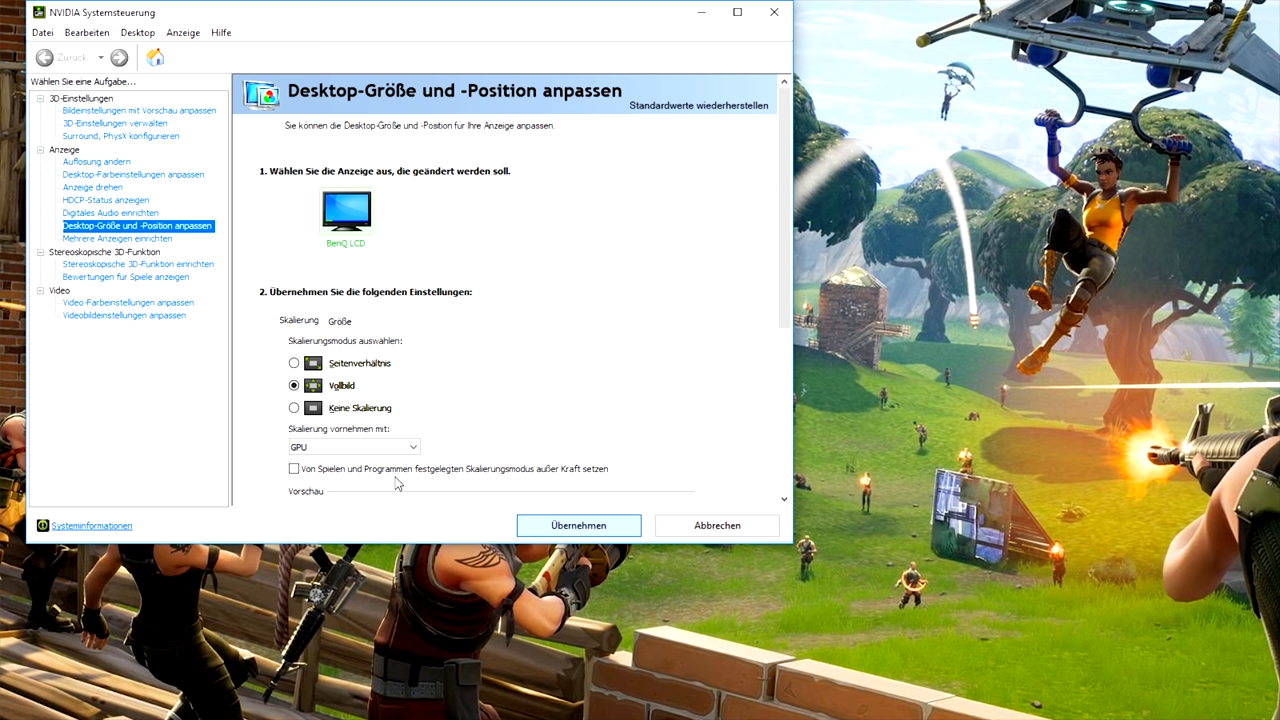 NVIDIA Systemsteuerung
Datei Bearbeiten Desktop Anzeige Hilfe
Zurück
Wählen Sie eine Aufgabe...
3D-Einstellungen
Bildeinstellungen mit Vorschau anpassen
3D-Einstellungen verwalten
Surround, PhysX konfigurieren
Anzeige
Auflösung ändern
Desktop-Farbeinstellungen anpassen
Anzeige drehen
HDCP-Status anzeigen
Digitales Audio einrichten
Desktop-Größe und -Position anpassen
Mehrere Anzeigen einrichten
Stereoskopische 3D-Funktion
Stereoskopische 3D-Funktion einrichten
Bewertungen für Spiele anzeigen
Video
Video-Farbeinstellungen anpassen
Videobildeinstellungen anpassen
Systeminformationen
Desktop-Größe und -Position anpassen
Standardwerte wiederherstellen
Sie können die Desktop-Größe und -Position für Ihre Anzeige anpassen.
1. Wählen Sie die Anzeige aus, die geändert werden soll.
BenQ LCD
2. Übernehmen Sie die folgenden Einstellungen:
Skalierung Größe
Skalierungsmodus auswählen:
Seitenverhältnis
Vollbild
Keine Skalierung
Skalierung vornehmen mit:
GPU
Von Spielen und Programmen festgelegten Skalierungsmodus außer Kraft setzen
Vorschau
Übernehmen Abbrechen